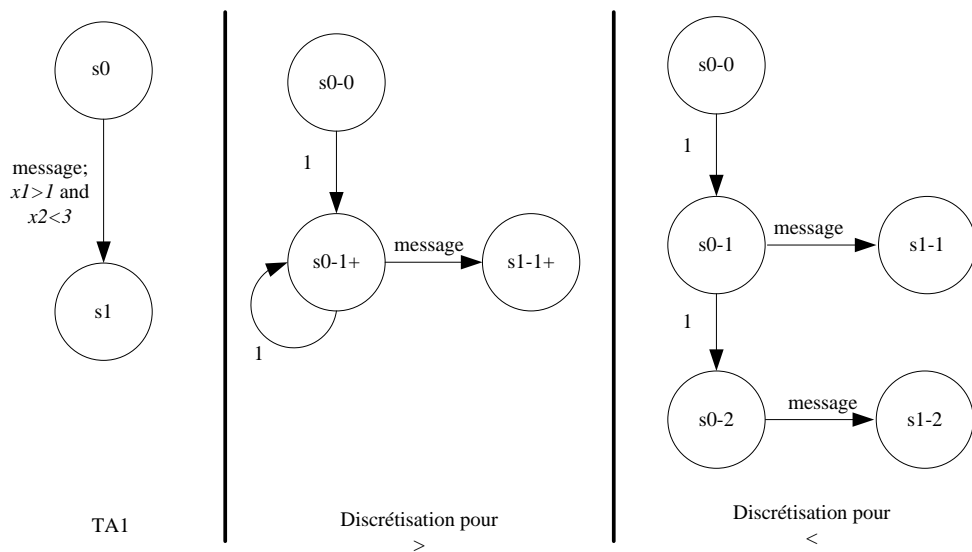 s0
message;
x1>1 and
x2<3
s1
TA1
s0-0
1
s0-1+
message
s1-1+
1
Discrétisation pour
>
s0-0
1
s0-1
message
s1-1
1
s0-2
message
s1-2
Discrétisation pour
<